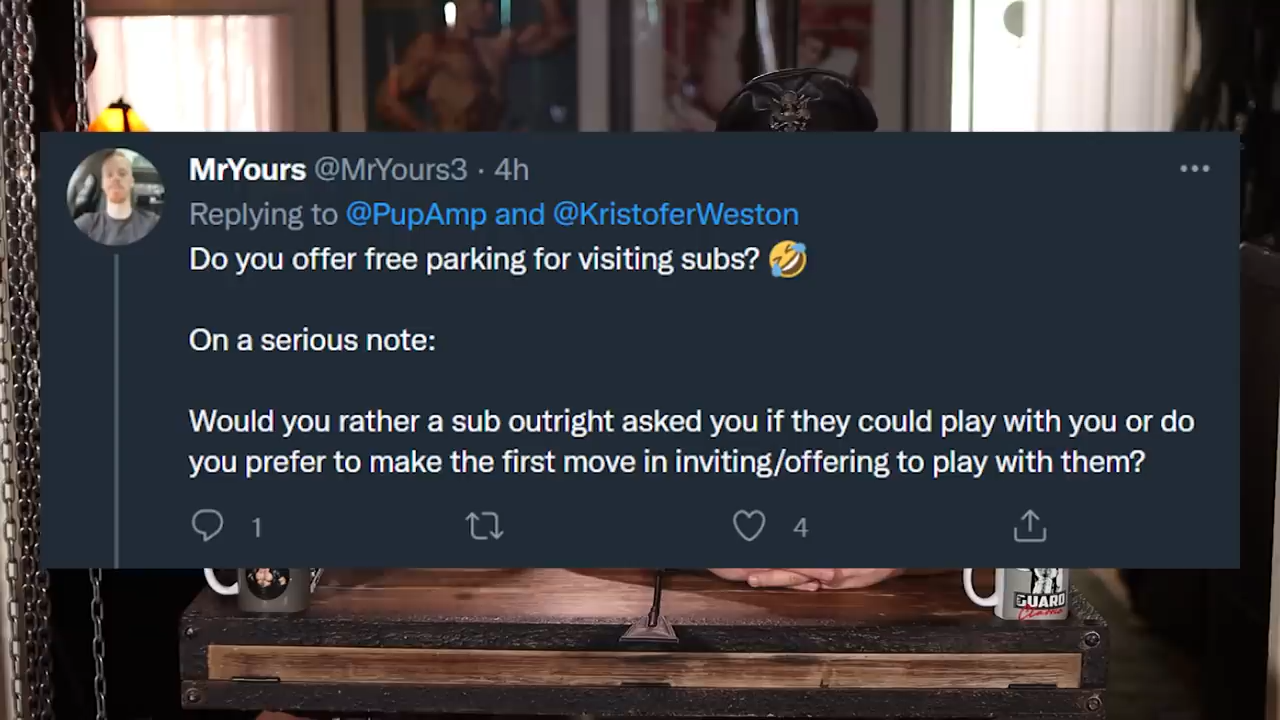 MrYours @MrYours3 · 4h
Replying to @PupAmp and @KristoferWeston
Do you offer free parking for visiting subs? 🤣
On a serious note:
Would you rather a sub outright asked you if they could play with you or do
you prefer to make the first move in inviting/offering to play with them?
1
4
GUARD